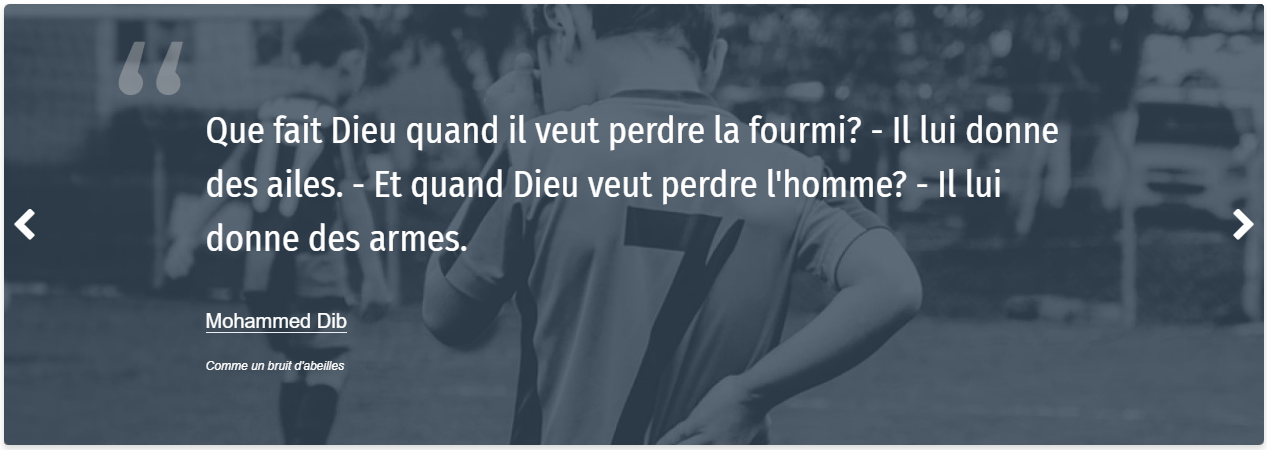 “
Que fait Dieu quand il veut perdre la fourmi? - Il lui donne
des ailes. - Et quand Dieu veut perdre l'homme? - Il lui
donne des armes.
Mohammed Dib
Comme un bruit d'abeilles
7